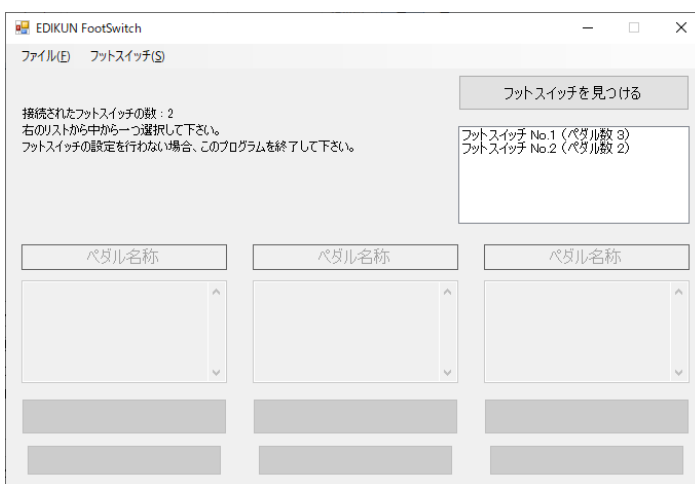 EDIKUN FootSwitch
ファイル(F) フットスイッチ(S)
フットスイッチを見つける
接続されたフットスイッチの数：2
右のリストから中から一つ選択して下さい。
フットスイッチの設定を行わない場合、このプログラムを終了して下さい。
フットスイッチ No.1（ペダル数 3）
フットスイッチ No.2（ペダル数 2）
ペダル名称 ペダル名称 ペダル名称